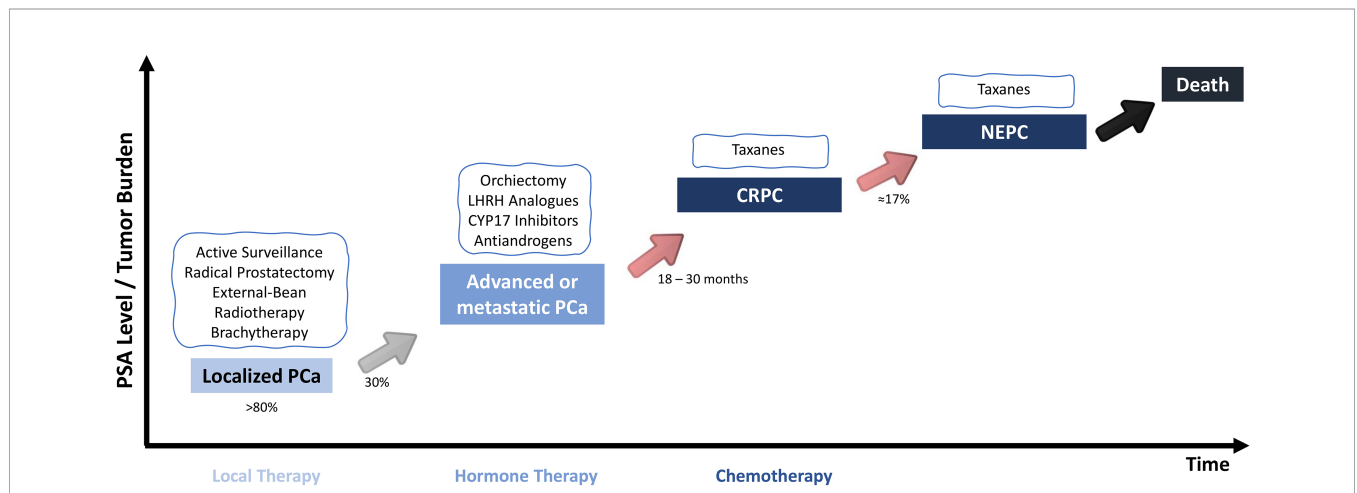 PSA Level / Tumor Burden
Active Surveillance
Radical Prostatectomy
External-Bean
Radiotherapy
Brachytherapy
Localized PCa
>80%
30%
Orchiectomy
LHRH Analogues
CYP17 Inhibitors
Antiandrogens
Advanced or
metastatic PCa
18 – 30 months
Taxanes
CRPC
≈17%
Taxanes
NEPC
Death
Time
Local Therapy
Hormone Therapy
Chemotherapy